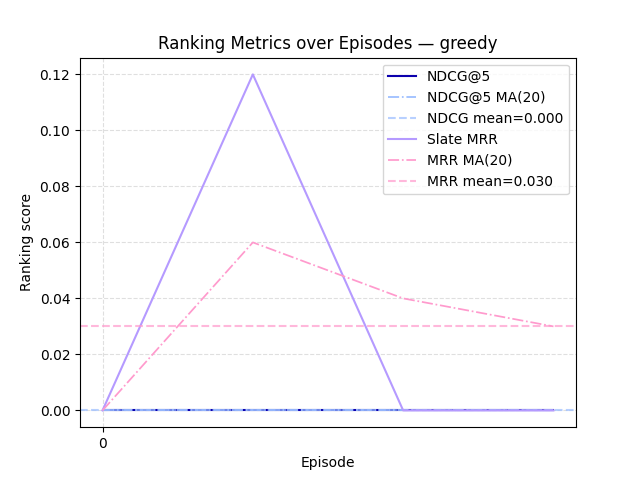 Ranking Metrics over Episodes — greedy
Ranking score
0.12
0.10
0.08
0.06
0.04
0.02
0.00
NDCG@5
NDCG@5 MA(20)
NDCG mean=0.000
Slate MRR
MRR MA(20)
MRR mean=0.030
0
Episode